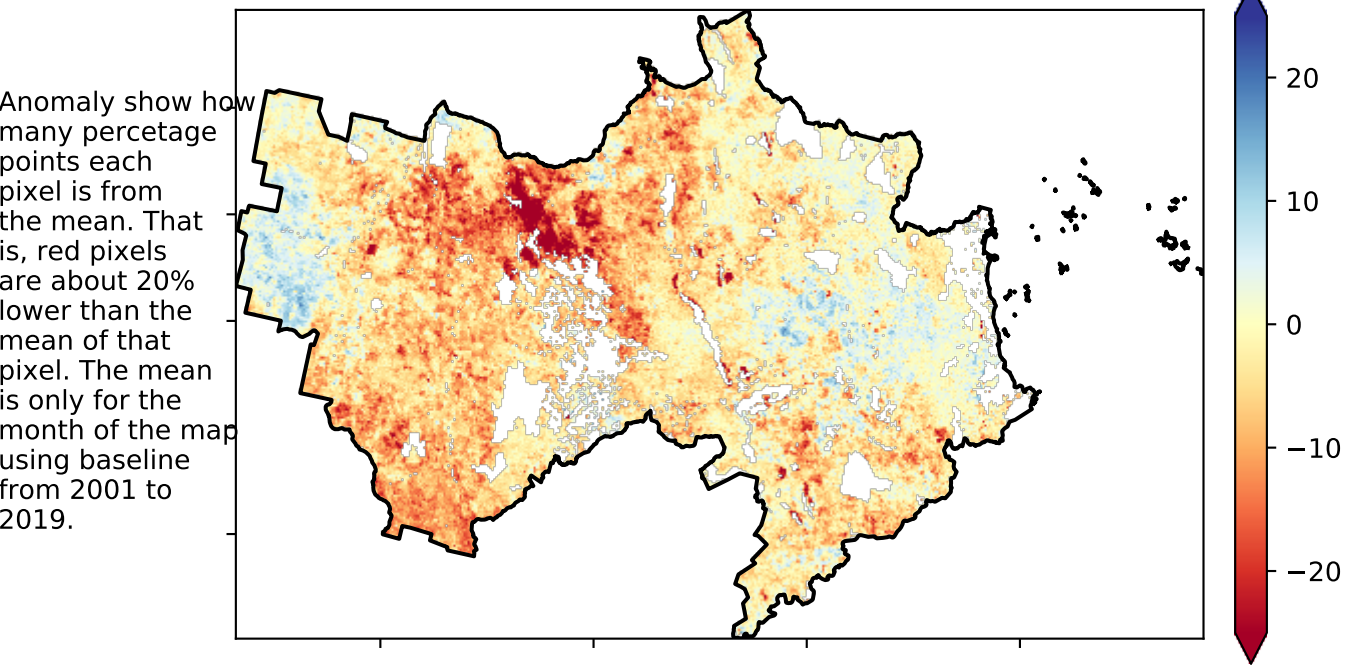 Anomaly show how
many percetage
points each
pixel is from
the mean. That
is, red pixels
are about 20%
lower than the
mean of that
pixel. The mean
is only for the
month of the map
using baseline
from 2001 to
2019.
20
10
0
−10
−20